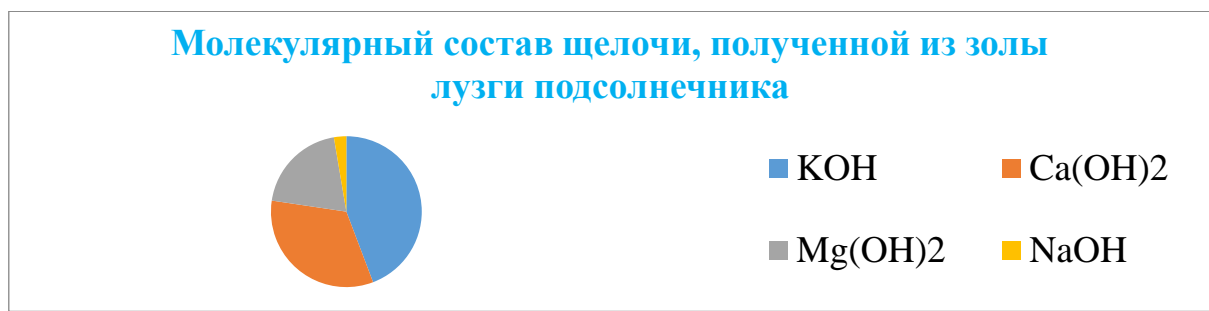 Молекулярный состав щелочи, полученной из золы
лузги подсолнечника
KOH
Ca(OH)2
Mg(OH)2
NaOH